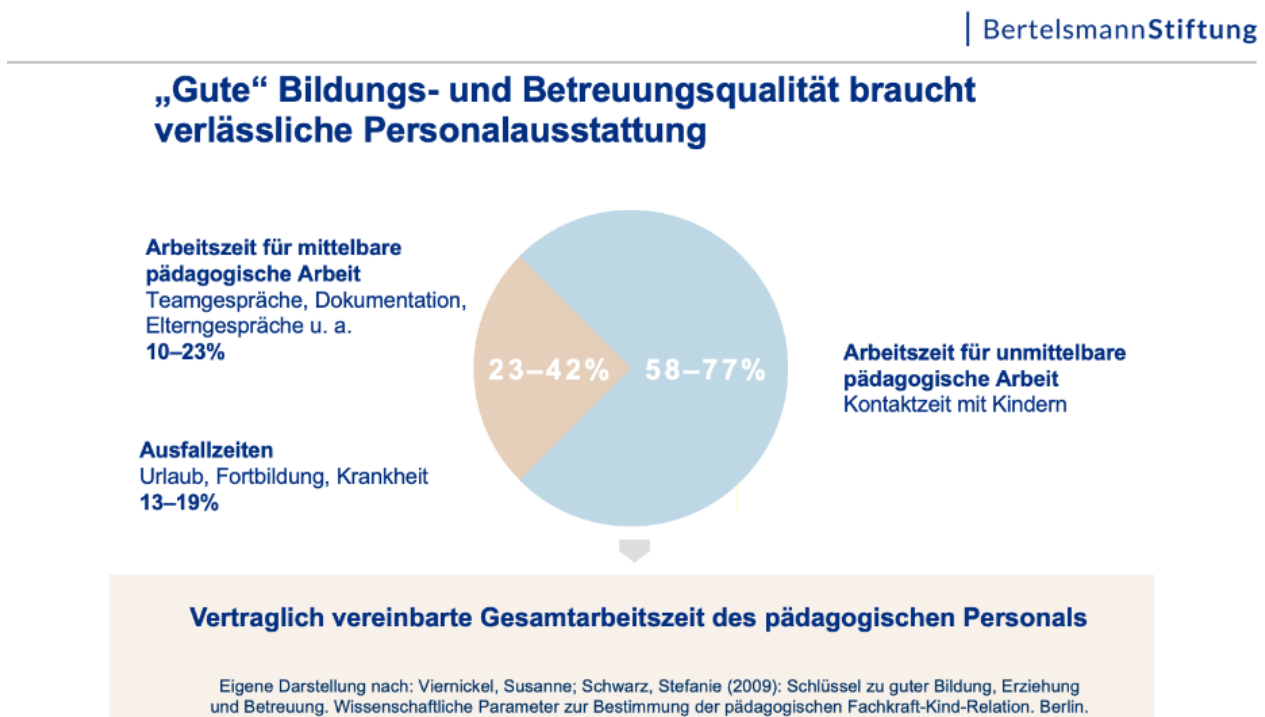 BertelsmannStiftung
„Gute“ Bildungs- und Betreuungsqualität braucht
verlässliche Personalausstattung
Arbeitszeit für mittelbare
pädagogische Arbeit
Teamgespräche, Dokumentation,
Elterngespräche u. a.
10–23%
Ausfallzeiten
Urlaub, Fortbildung, Krankheit
13–19%
23–42%
58–77%
Arbeitszeit für unmittelbare
pädagogische Arbeit
Kontaktzeit mit Kindern
Vertraglich vereinbarte Gesamtarbeitszeit des pädagogischen Personals
Eigene Darstellung nach: Viernickel, Susanne; Schwarz, Stefanie (2009): Schlüssel zu guter Bildung, Erziehung
und Betreuung. Wissenschaftliche Parameter zur Bestimmung der pädagogischen Fachkraft-Kind-Relation. Berlin.